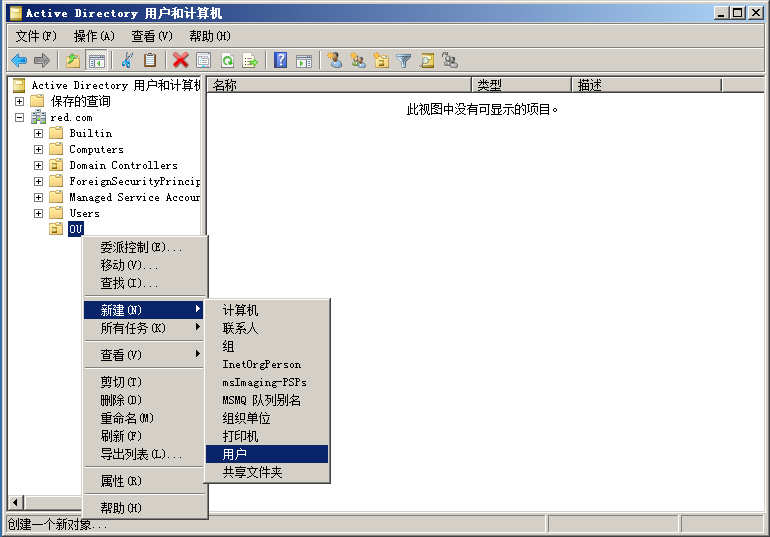 Active Directory 用户和计算机
文件(F) 操作(A) 查看(V) 帮助(H)
Active Directory 用户和计算机
保存的查询
red.com
Builtin
Computers
Domain Controllers
ForeignSecurityPrincip
Managed Service Accoun
Users
OU
名称 类型 描述
此视图中没有可显示的项目。
委派控制(E)...
移动(V)...
查找(I)...
新建(N)
所有任务(K)
查看(V)
剪切(T)
删除(D)
重命名(M)
刷新(F)
导出列表(L)...
属性(R)
帮助(H)
计算机
联系人
组
InetOrgPerson
msImaging-PSPs
MSMQ 队列别名
组织单位
打印机
用户
共享文件夹
创建一个新对象...